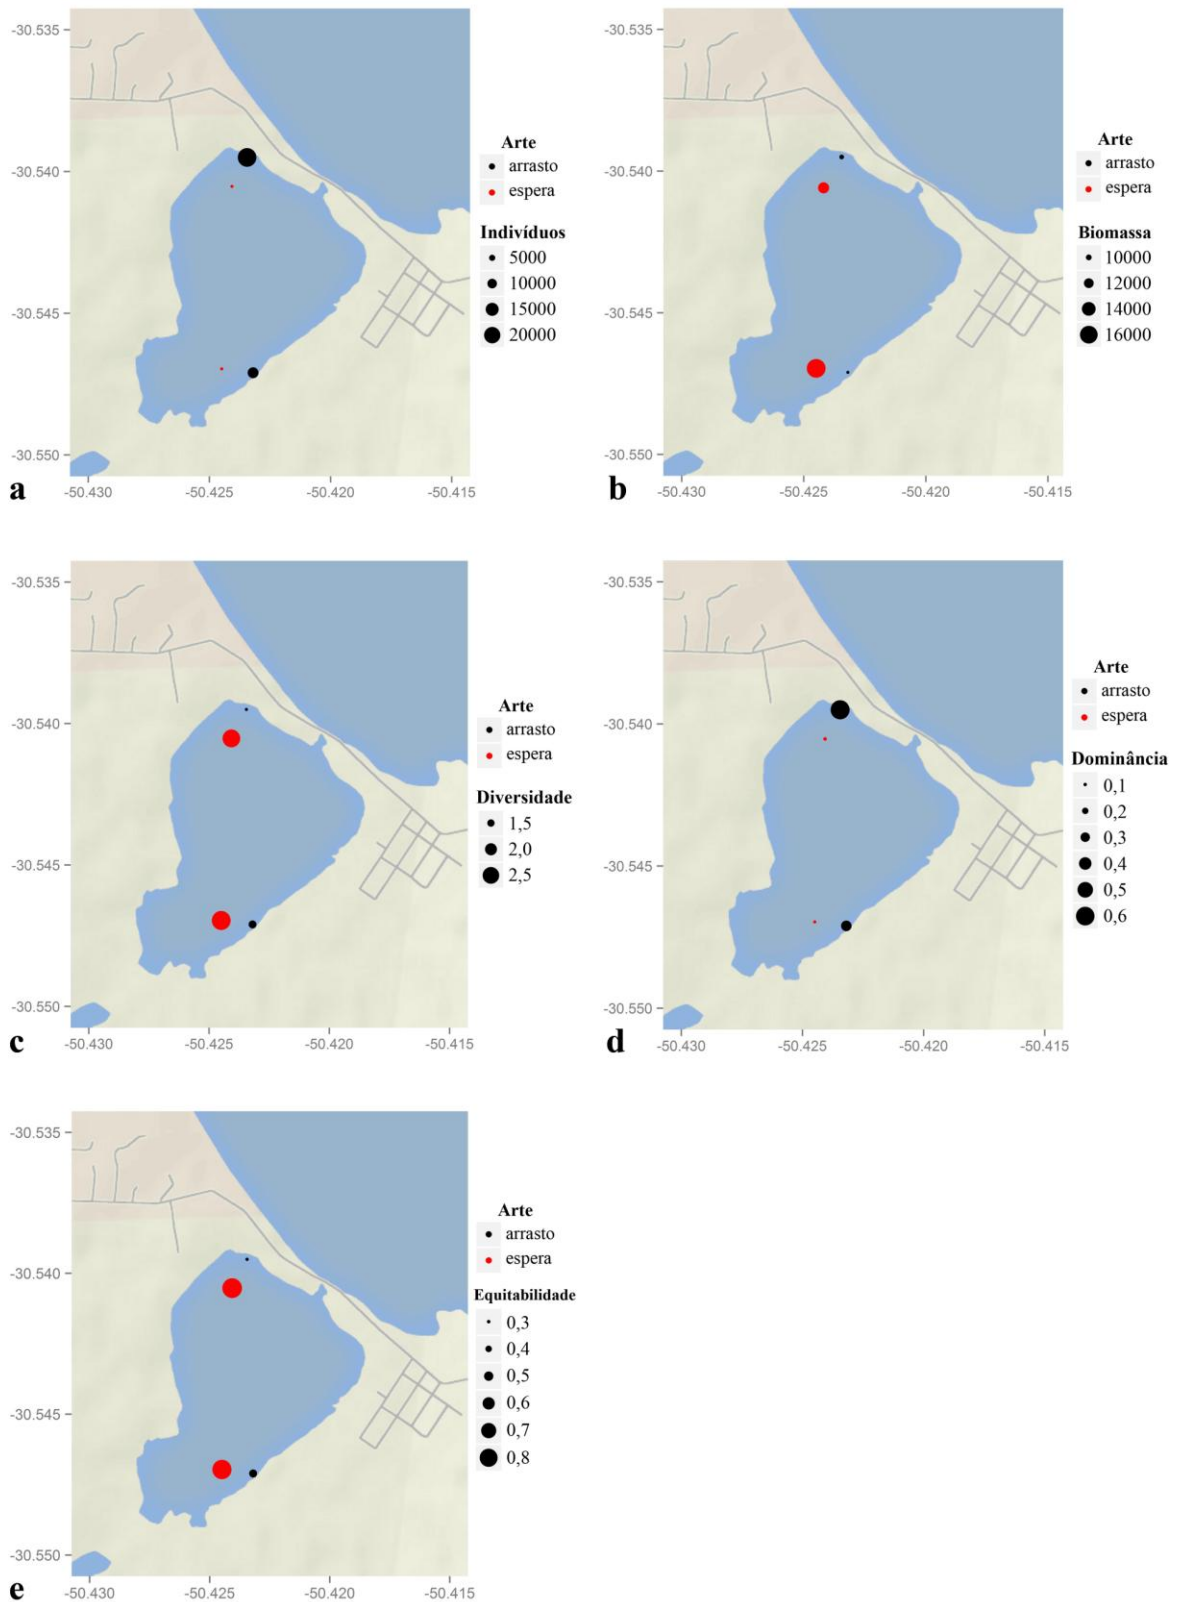 -30.535
-30.540
-30.545
-30.550
-50.430 -50.425 -50.420 -50.415
Arte
arrasto
espera
Indivíduos
5000
10000
15000
20000
a
-30.535
-30.540
-30.545
-30.550
-50.430 -50.425 -50.420 -50.415
Arte
arrasto
espera
Biomassa
10000
12000
14000
16000
b
-30.535
-30.540
-30.545
-30.550
-50.430 -50.425 -50.420 -50.415
Arte
arrasto
espera
Diversidade
1,5
2,0
2,5
c
-30.535
-30.540
-30.545
-30.550
-50.430 -50.425 -50.420 -50.415
Arte
arrasto
espera
Dominância
0,1
0,2
0,3
0,4
0,5
0,6
d
-30.535
-30.540
-30.545
-30.550
-50.430 -50.425 -50.420 -50.415
Arte
arrasto
espera
Equitabilidade
0,3
0,4
0,5
0,6
0,7
0,8
e